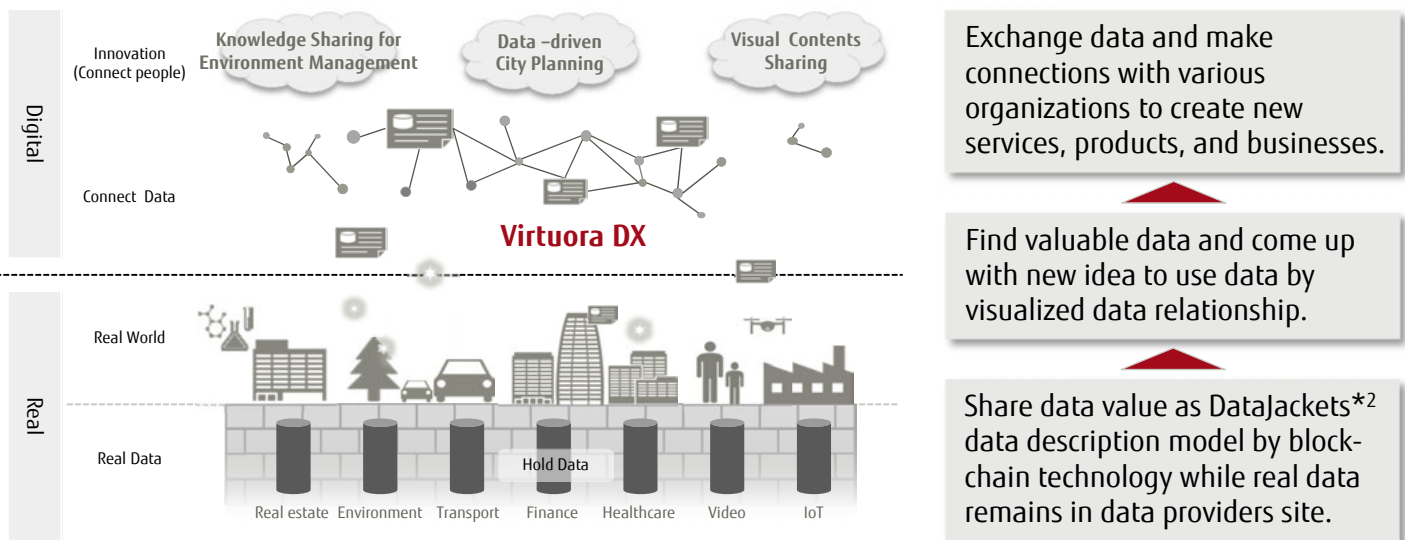 Digital
Innovation
(Connect people)
Knowledge Sharing for
Environment Management
Data –driven
City Planning
Visual Contents
Sharing
Connect Data
Virtuora DX
Real
Real World
Real Data
Hold Data
Real estate Environment Transport Finance Healthcare Video IoT
Exchange data and make
connections with various
organizations to create new
services, products, and businesses.
Find valuable data and come up
with new idea to use data by
visualized data relationship.
Share data value as DataJackets*2
data description model by block-
chain technology while real data
remains in data providers site.